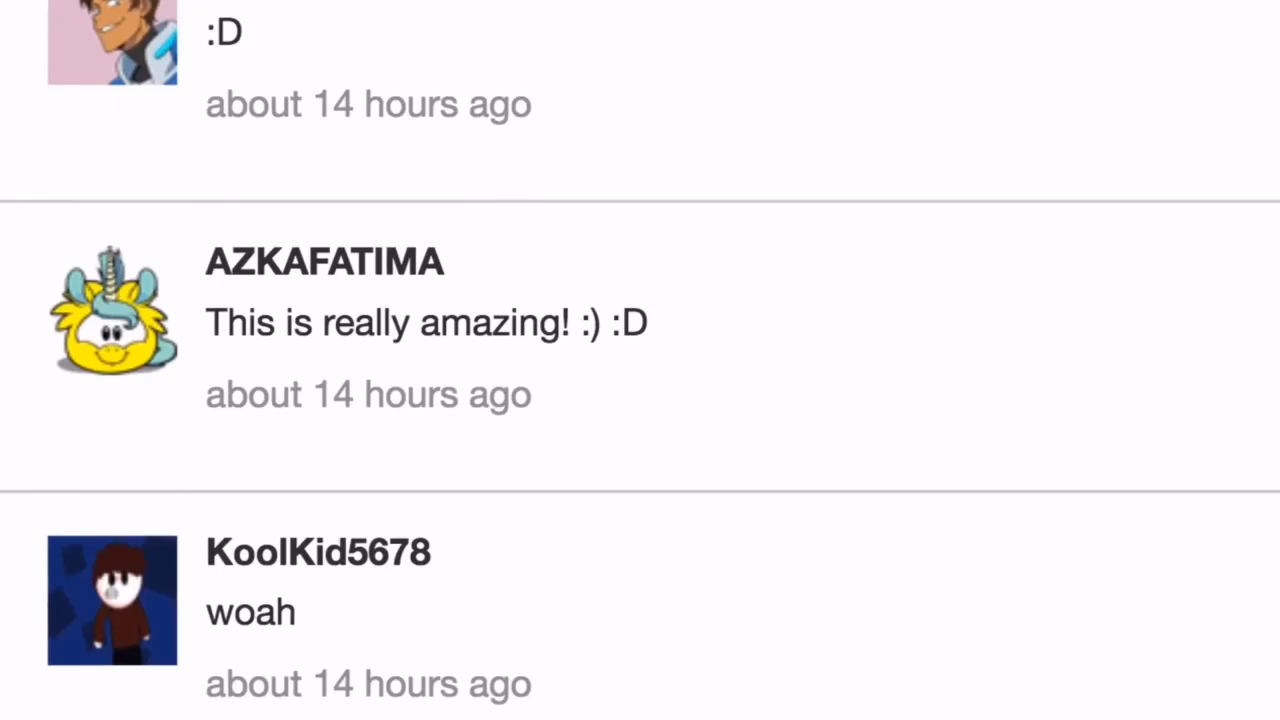 :D
about 14 hours ago
AZKAFATIMA
This is really amazing! :) :D
about 14 hours ago
KoolKid5678
woah
about 14 hours ago